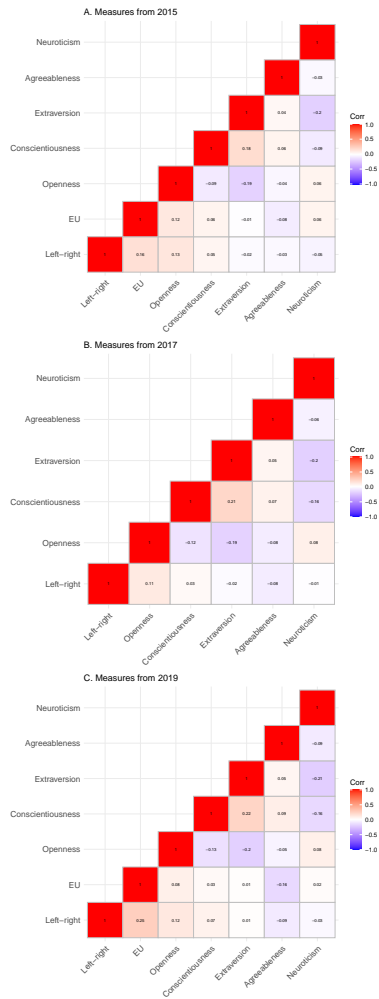 A. Measures from 2015
Neuroticism
Agreeableness −0.03
Extraversion 0.04 −0.2
Conscientiousness 0.18 0.06 −0.09
Openness −0.09 −0.19 −0.04 0.06
EU 0.12 0.06 −0.01 −0.08 0.06
Left−right 0.16 0.13 −0.02 −0.03 −0.06
Left−right EU Openness Conscientiousness Extraversion Agreeableness Neuroticism
Corr
1.0
0.5
0.0
−0.5
−1.0
B. Measures from 2017
Neuroticism
Agreeableness −0.06
Extraversion 0.05 −0.2
Conscientiousness 0.21 0.07 −0.16
Openness −0.12 −0.19 −0.08 0.08
Left−right 0.11 0.03 −0.02 −0.08 −0.01
Left−right Openness Conscientiousness Extraversion Agreeableness Neuroticism
Corr
1.0
0.5
0.0
−0.5
−1.0
C. Measures from 2019
Neuroticism
Agreeableness −0.09
Extraversion 0.06 −0.21
Conscientiousness 0.22 0.09 −0.16
Openness −0.13 −0.2 −0.05 0.08
EU 0.08 0.03 0.01 −0.16 0.02
Left−right 0.25 0.12 0.07 0.01 −0.09 −0.03
Left−right EU Openness Conscientiousness Extraversion Agreeableness Neuroticism
Corr
1.0
0.5
0.0
−0.5
−1.0